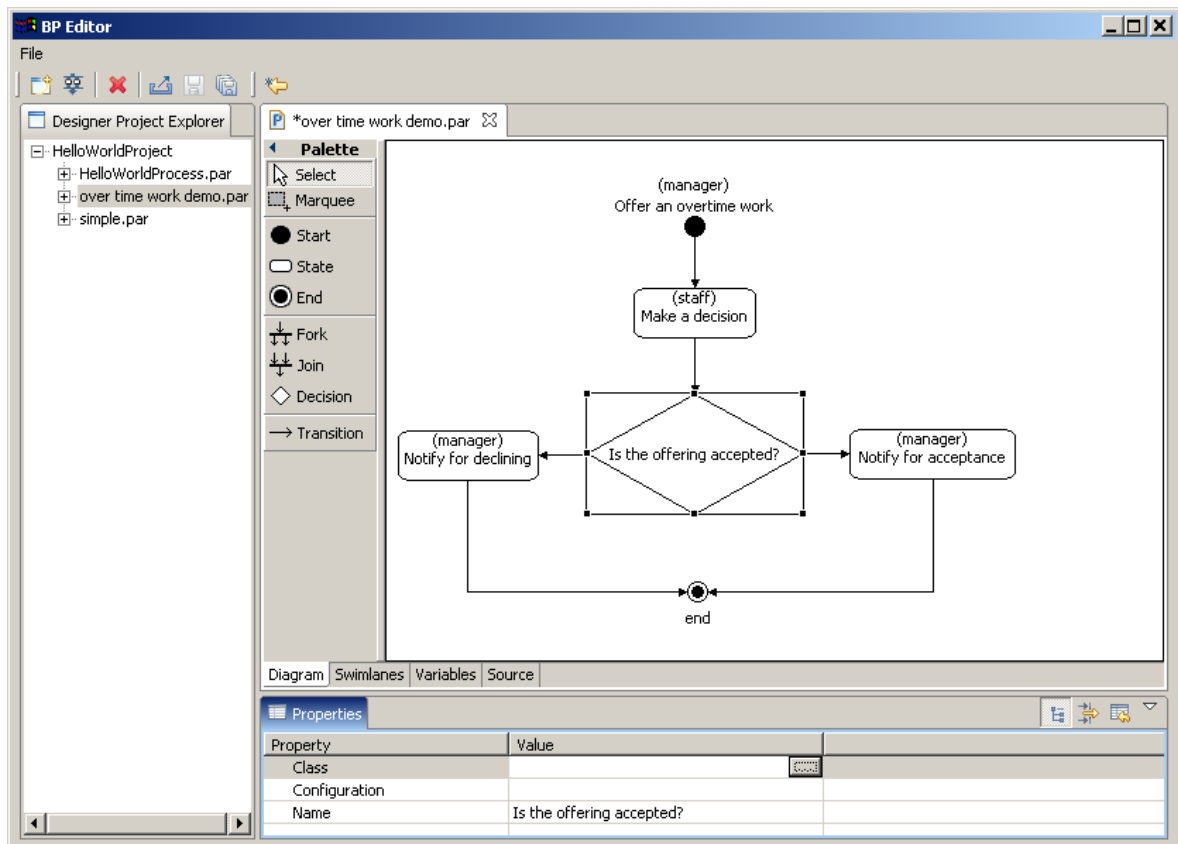 BP Editor
File
Designer Project Explorer
HelloWorldProject
HelloWorldProcess.par
over time work demo.par
simple.par
*over time work demo.par
Palette
Select
Marquee
Start
State
End
Fork
Join
Decision
Transition
(manager)
Offer an overtime work
(staff)
Make a decision
(manager)
Notify for declining
Is the offering accepted?
(manager)
Notify for acceptance
end
Diagram Swimlanes Variables Source
Properties
Property Value
Class ...
Configuration
Name Is the offering accepted?